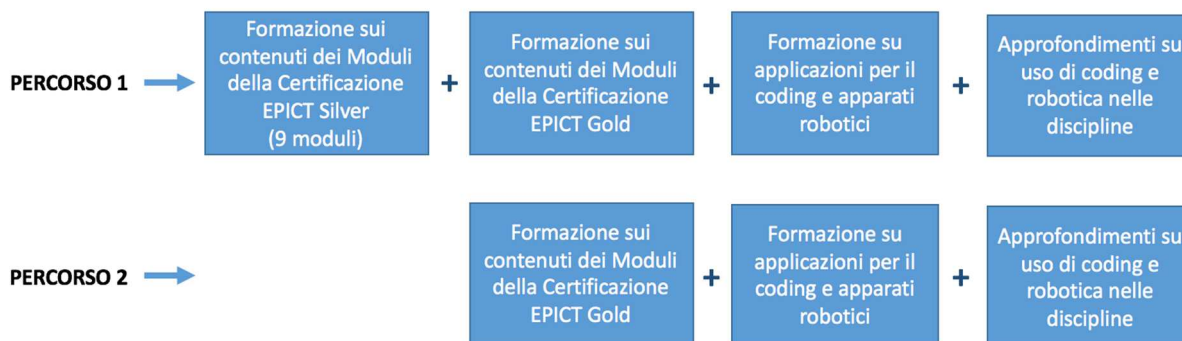 PERCORSO 1
Formazione sui
contenuti dei Moduli
della Certificazione
EPICT Silver
(9 moduli)
+
Formazione sui
contenuti dei Moduli
della Certificazione
EPICT Gold
+
Formazione su
applicazioni per il
coding e apparati
robotici
+
Approfondimenti su
uso di coding e
robotica nelle
discipline
PERCORSO 2
Formazione sui
contenuti dei Moduli
della Certificazione
EPICT Gold
+
Formazione su
applicazioni per il
coding e apparati
robotici
+
Approfondimenti su
uso di coding e
robotica nelle
discipline